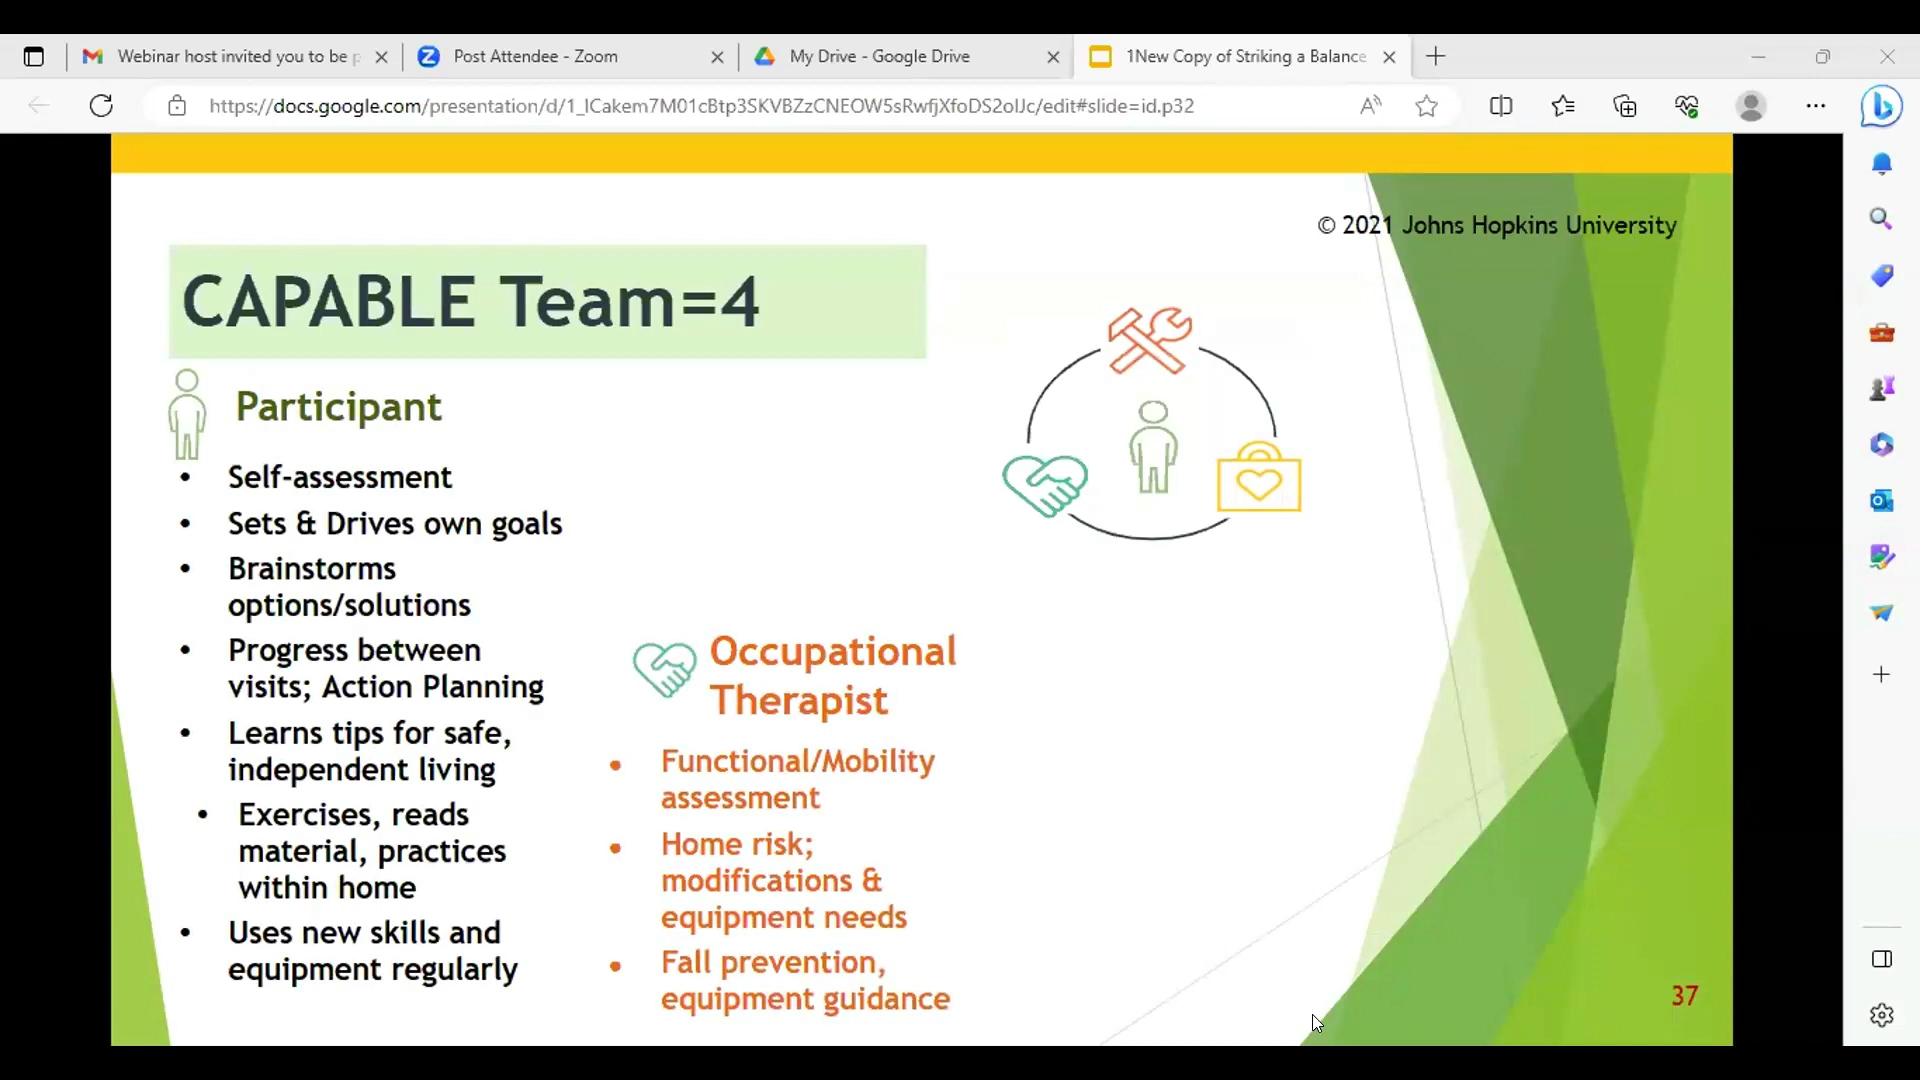 Webinar host invited you to be p
Post Attendee - Zoom
My Drive - Google Drive
1New Copy of Striking a Balance
https://docs.google.com/presentation/d/1_lCakem7M01cBtp3SKVBZzCNEOW5sRwfjXfoDS2olJc/edit#slide=id.p32
© 2021 Johns Hopkins University
CAPABLE Team=4
Participant
• Self-assessment
• Sets & Drives own goals
• Brainstorms
options/solutions
• Progress between
visits; Action Planning
• Learns tips for safe,
independent living
• Exercises, reads
material, practices
within home
• Uses new skills and
equipment regularly
Occupational
Therapist
• Functional/Mobility
assessment
• Home risk;
modifications &
equipment needs
• Fall prevention,
equipment guidance
37